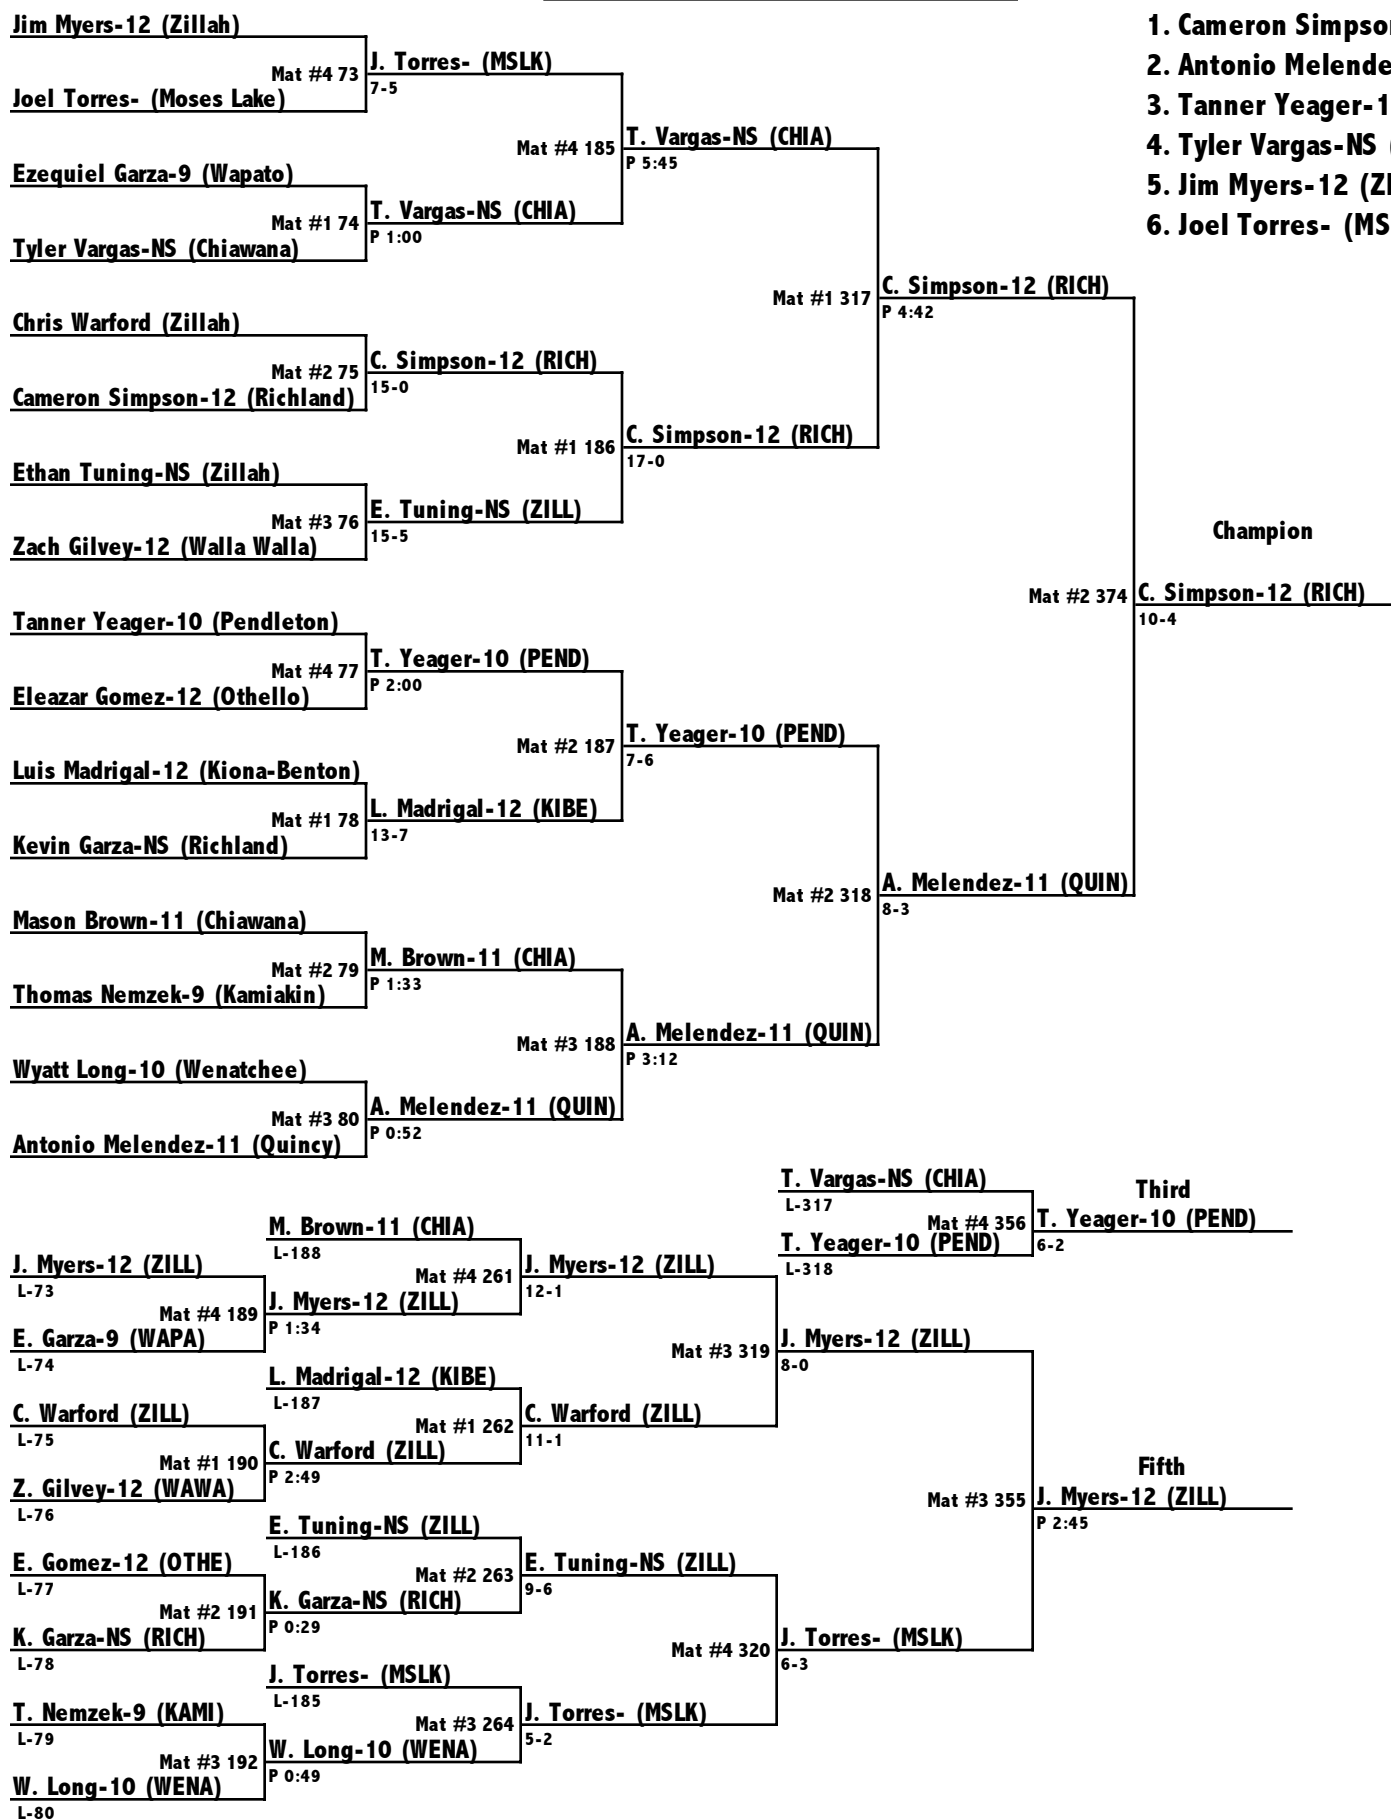 Jim Myers-12 (Zillah)
Mat #4 73
J. Torres- (MSLK)
7-5
Joel Torres- (Moses Lake)
Mat #4 185
T. Vargas-NS (CHIA)
P 5:45
Ezequiel Garza-9 (Wapato)
Mat #1 74
T. Vargas-NS (CHIA)
P 1:00
Tyler Vargas-NS (Chiawana)
Mat #1 317
C. Simpson-12 (RICH)
P 4:42
Chris Warford (Zillah)
Mat #2 75
C. Simpson-12 (RICH)
15-0
Cameron Simpson-12 (Richland)
Mat #1 186
C. Simpson-12 (RICH)
17-0
Ethan Tuning-NS (Zillah)
Mat #3 76
E. Tuning-NS (ZILL)
15-5
Zach Gilvey-12 (Walla Walla)
1. Cameron Simpson
2. Antonio Melende
3. Tanner Yeager-1
4. Tyler Vargas-NS (
5. Jim Myers-12 (ZI
6. Joel Torres- (MS
Champion
Mat #2 374
C. Simpson-12 (RICH)
10-4
Tanner Yeager-10 (Pendleton)
Mat #4 77
T. Yeager-10 (PEND)
P 2:00
Eleazar Gomez-12 (Othello)
Mat #2 187
T. Yeager-10 (PEND)
7-6
Luis Madrigal-12 (Kiona-Benton)
Mat #1 78
L. Madrigal-12 (KIBE)
13-7
Kevin Garza-NS (Richland)
Mat #2 318
A. Melendez-11 (QUIN)
8-3
Mason Brown-11 (Chiawana)
Mat #2 79
M. Brown-11 (CHIA)
P 1:33
Thomas Nemzek-9 (Kamiakin)
Mat #3 188
A. Melendez-11 (QUIN)
P 3:12
Wyatt Long-10 (Wenatchee)
Mat #3 80
A. Melendez-11 (QUIN)
P 0:52
Antonio Melendez-11 (Quincy)
T. Vargas-NS (CHIA)
L-317
Mat #4 356
T. Yeager-10 (PEND)
L-318
Third
T. Yeager-10 (PEND)
6-2
M. Brown-11 (CHIA)
L-188
Mat #4 261
J. Myers-12 (ZILL)
12-1
J. Myers-12 (ZILL)
L-73
Mat #4 189
J. Myers-12 (ZILL)
P 1:34
E. Garza-9 (WAPA)
L-74
Mat #3 319
J. Myers-12 (ZILL)
8-0
L. Madrigal-12 (KIBE)
L-187
Mat #1 262
C. Warford (ZILL)
11-1
C. Warford (ZILL)
L-75
Mat #1 190
C. Warford (ZILL)
P 2:49
Z. Gilvey-12 (WAWA)
L-76
Fifth
Mat #3 355
J. Myers-12 (ZILL)
P 2:45
E. Tuning-NS (ZILL)
L-186
Mat #2 263
E. Tuning-NS (ZILL)
9-6
E. Gomez-12 (OTHE)
L-77
Mat #2 191
K. Garza-NS (RICH)
P 0:29
K. Garza-NS (RICH)
L-78
Mat #4 320
J. Torres- (MSLK)
6-3
J. Torres- (MSLK)
L-185
Mat #3 264
J. Torres- (MSLK)
5-2
T. Nemzek-9 (KAMI)
L-79
Mat #3 192
W. Long-10 (WENA)
P 0:49
W. Long-10 (WENA)
L-80